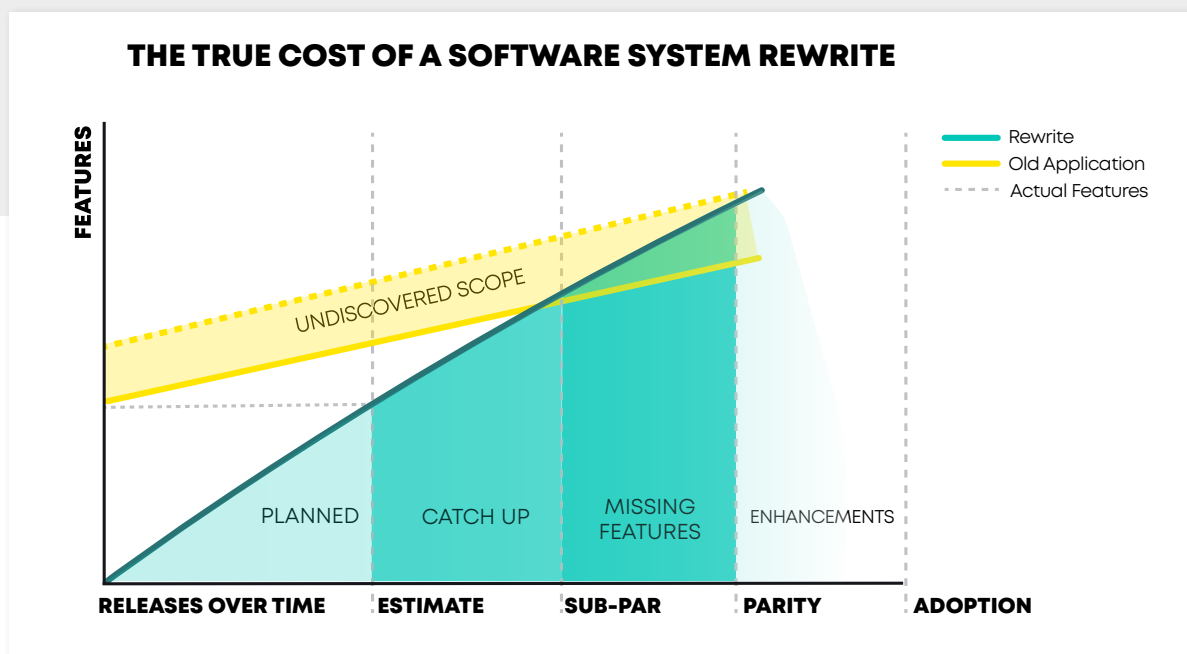 THE TRUE COST OF A SOFTWARE SYSTEM REWRITE
FEATURES
Rewrite
Old Application
Actual Features
UNDISCOVERED SCOPE
PLANNED
CATCH UP
MISSING
FEATURES
ENHANCEMENTS
RELEASES OVER TIME
ESTIMATE
SUB-PAR
PARITY
ADOPTION